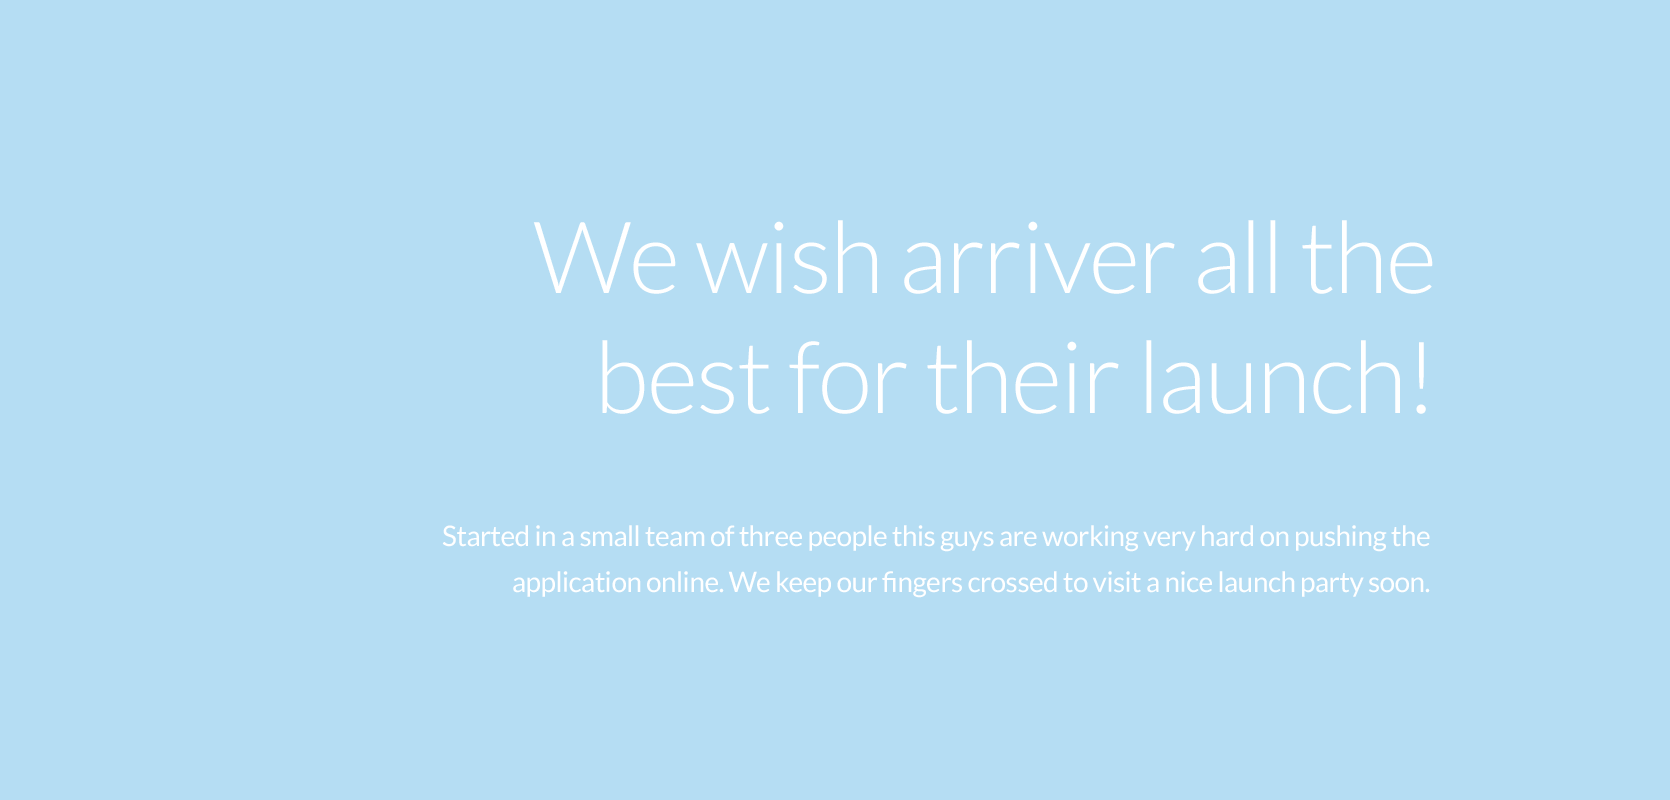 We wish arriver all the
best for their launch!
Started in a small team of three people this guys are working very hard on pushing the
application online. We keep our fingers crossed to visit a nice launch party soon.